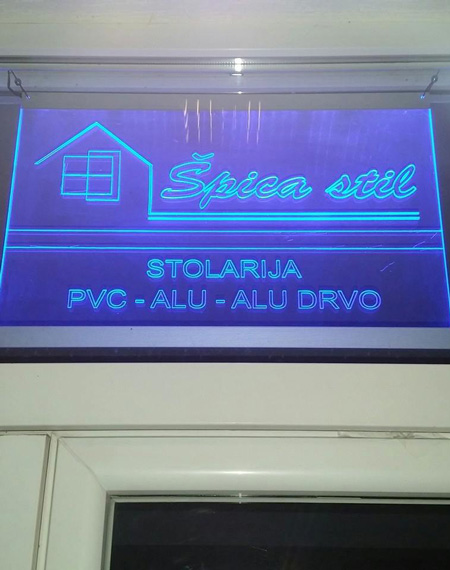 Špica stil
STOLARIJA
PVC - ALU - ALU DRVO